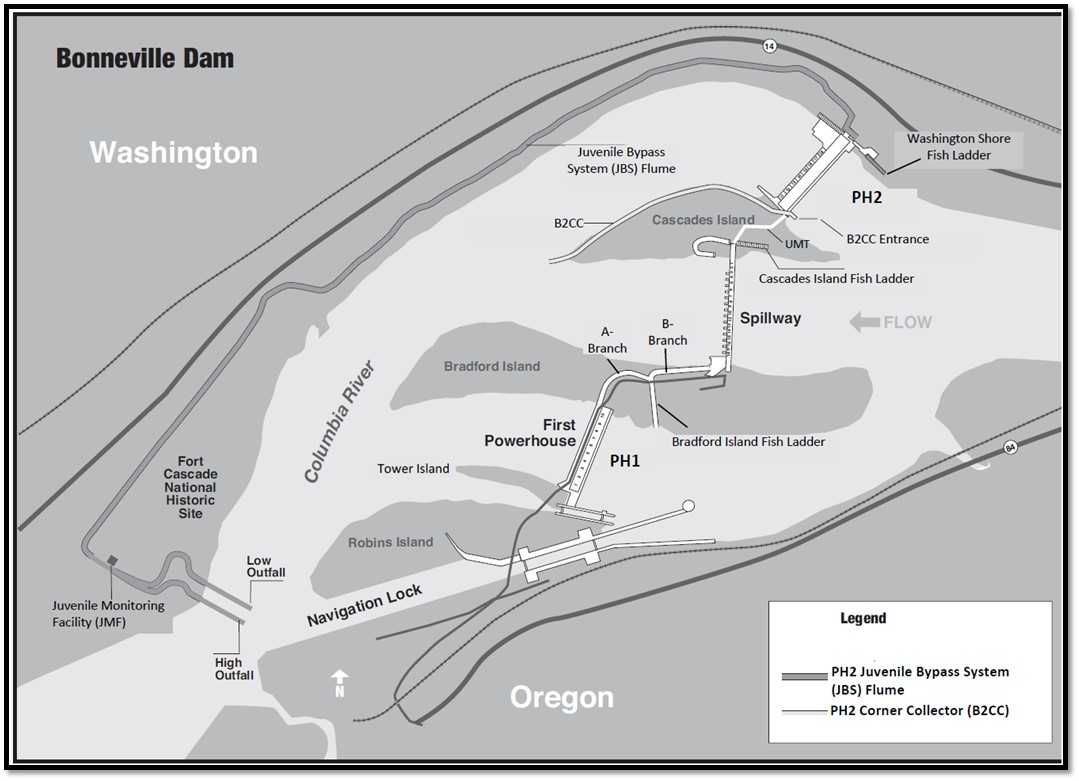 Bonneville Dam
14
Washington
Washington Shore
Fish Ladder
Juvenile Bypass
System (JBS) Flume
PH2
B2CC
Cascades Island
UMT
B2CC Entrance
Cascades Island Fish Ladder
Spillway
FLOW
A-
Branch
B-
Branch
Bradford Island
Columbia River
First
Powerhouse
Bradford Island Fish Ladder
84
PH1
Tower Island
Fort
Cascade
National
Historic
Site
Robins Island
Low
Outfall
Navigation Lock
Juvenile Monitoring
Facility (JMF)
High
Outfall
N
Oregon
Legend
PH2 Juvenile Bypass System
(JBS) Flume
PH2 Corner Collector (B2CC)